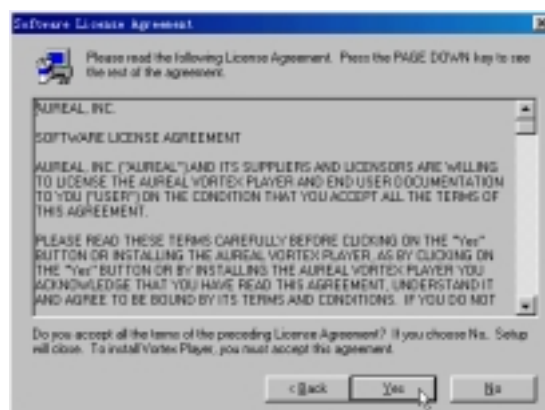 Software License Agreement
Please read the following License Agreement. Press the PAGE DOWN key to see
the rest of the agreement.
AUREAL, INC.
SOFTWARE LICENSE AGREEMENT
AUREAL, INC. ("AUREAL") AND ITS SUPPLIERS AND LICENSORS ARE WILLING
TO LICENSE THE AUREAL VORTEX PLAYER AND END USER DOCUMENTATION
TO YOU ("USER") ON THE CONDITION THAT YOU ACCEPT ALL THE TERMS OF
THIS AGREEMENT.
PLEASE READ THESE TERMS CAREFULLY BEFORE CLICKING ON THE "Yes"
BUTTON OR INSTALLING THE AUREAL VORTEX PLAYER, AS BY CLICKING ON
THE "Yes" BUTTON OR BY INSTALLING THE AUREAL VORTEX PLAYER YOU
ACKNOWLEDGE THAT YOU HAVE READ THIS AGREEMENT, UNDERSTAND IT
AND AGREE TO BE BOUND BY ITS TERMS AND CONDITIONS. IF YOU DO NOT
Do you accept all the terms of the preceding License Agreement? If you choose No, Setup
will close. To install Vortex Player, you must accept this agreement.
< Back Yes No